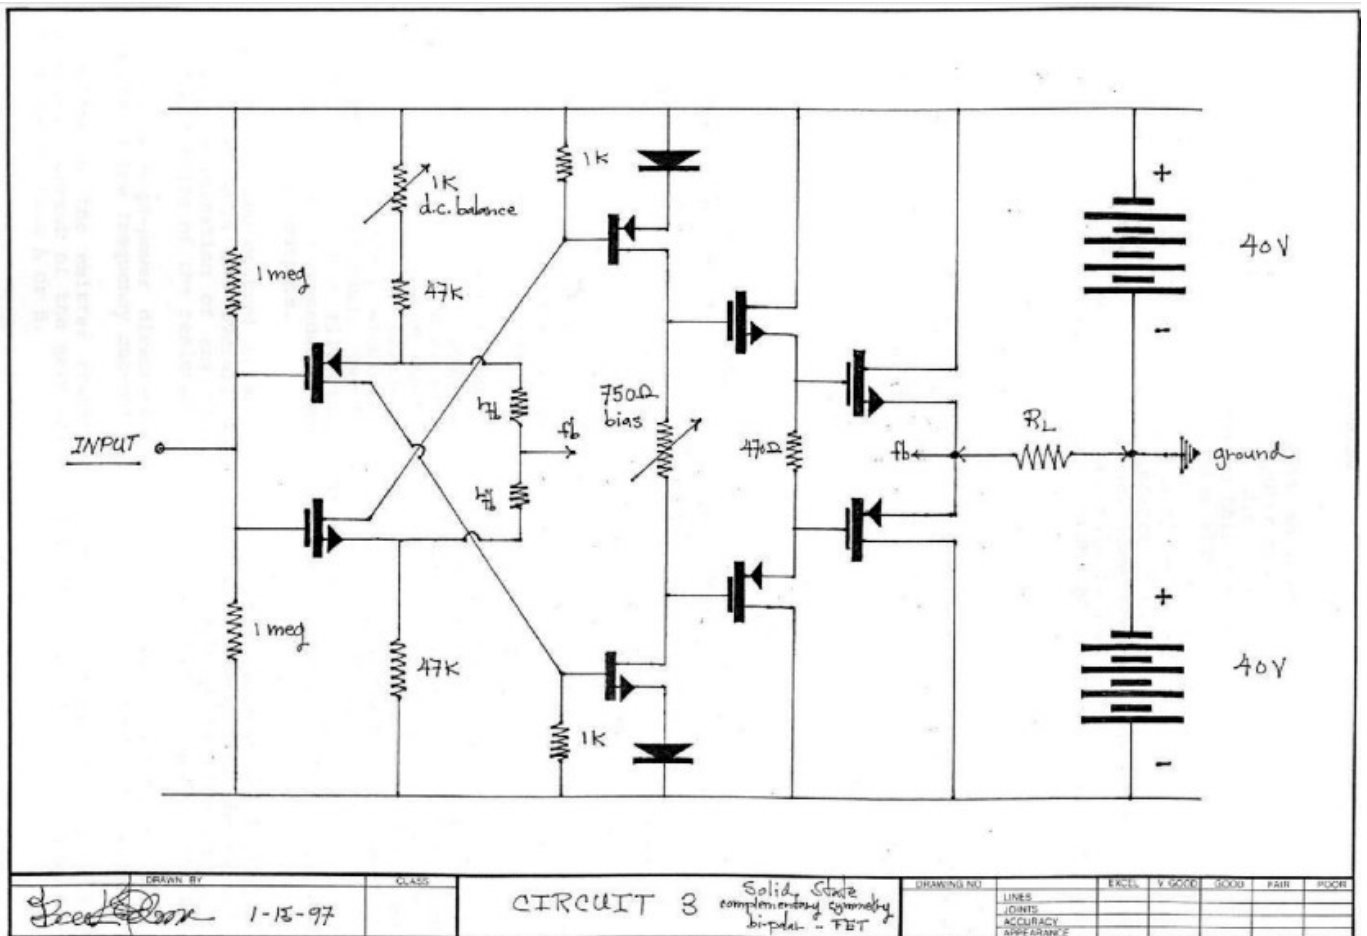 1K
1K
d.c. balance
1 meg
47K
40V
+
-
INPUT
fb
750Ω
bias
470Ω
fb
RL
ground
1 meg
47K
1K
+
40V
-
DRAWN BY
CLASS
1-15-97
CIRCUIT 3
Solid State
complementary symmetry
bi-polar - FET
DRAWING NO
EXCEL
V. GOOD
GOOD
FAIR
POOR
LINES
JOINTS
ACCURACY
APPEARANCE